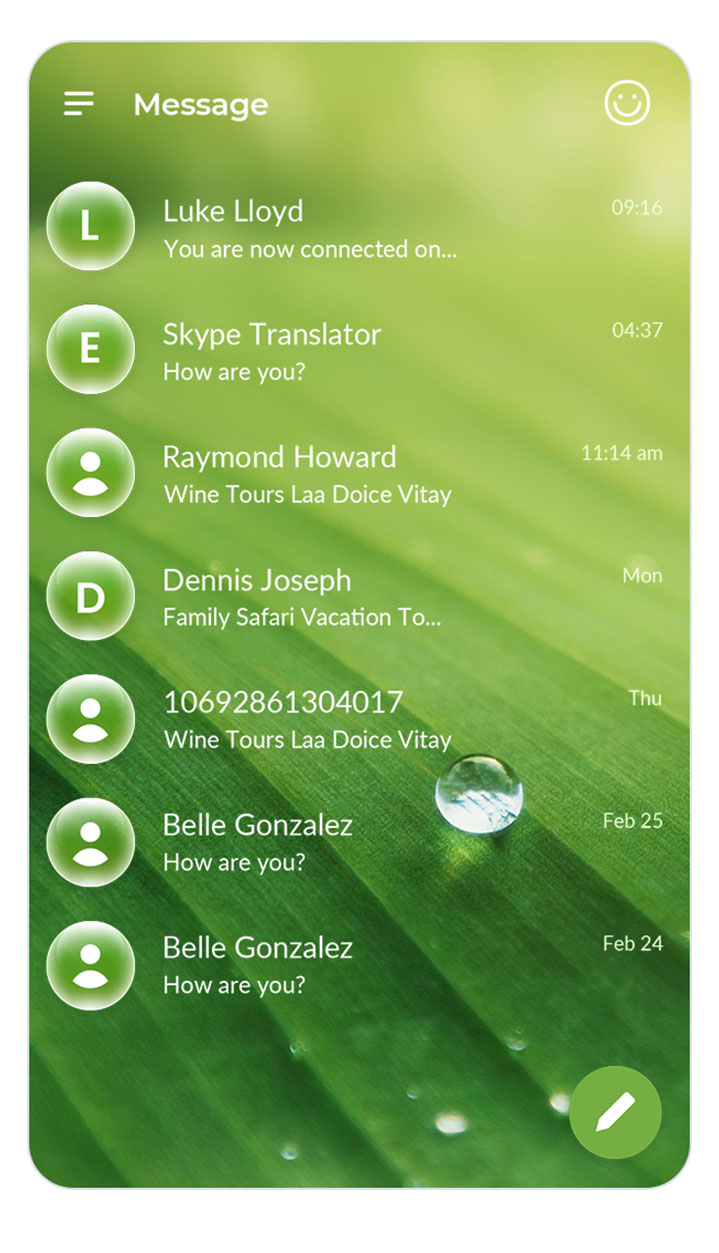 Message
L
Luke Lloyd
09:16
You are now connected on...
E
Skype Translator
04:37
How are you?
Raymond Howard
11:14 am
Wine Tours Laa Doice Vitay
D
Dennis Joseph
Mon
Family Safari Vacation To...
10692861304017
Thu
Wine Tours Laa Doice Vitay
Belle Gonzalez
Feb 25
How are you?
Belle Gonzalez
Feb 24
How are you?